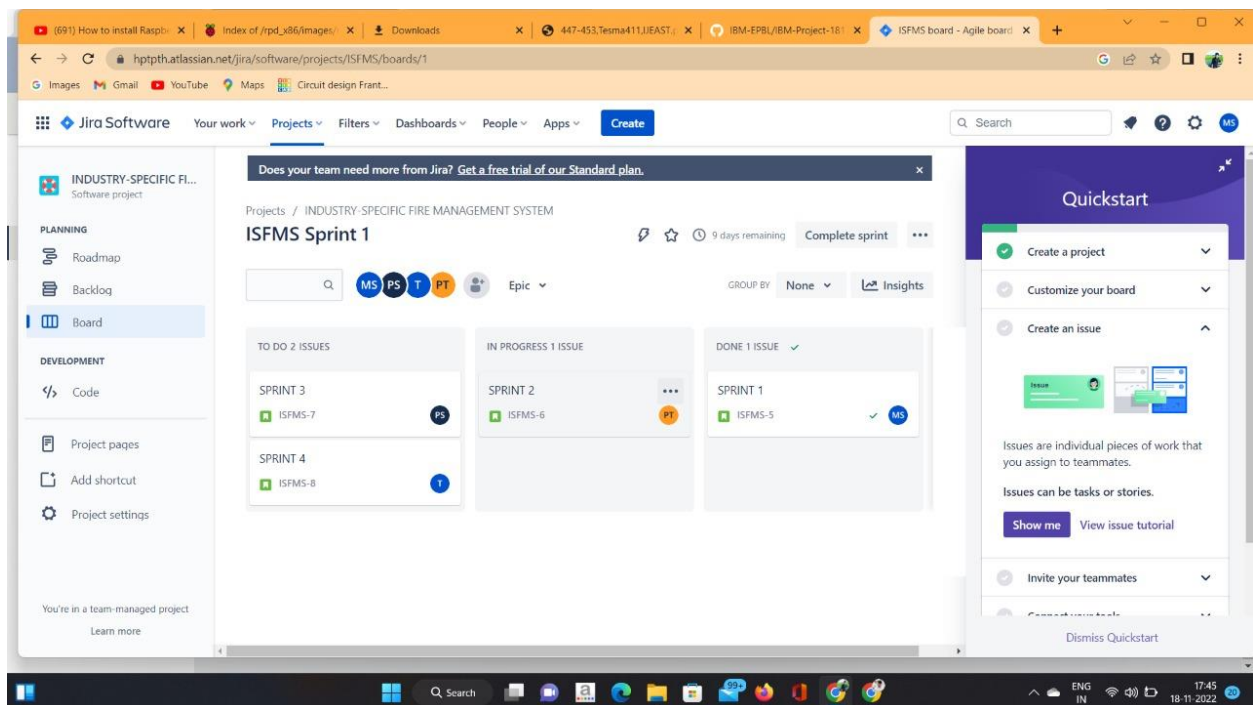 (691) How to install Raspbe
Index of /rpd_x86/images/
Downloads
447-453,Tesma411,IJEAST.p
IBM-EPBL/IBM-Project-181
ISFMS board - Agile board
hptpth.atlassian.net/jira/software/projects/ISFMS/boards/1
Images Gmail YouTube Maps Circuit design Frant...
Jira Software Your work Projects Filters Dashboards People Apps Create Search MS
INDUSTRY-SPECIFIC FI...
Software project
PLANNING
Roadmap
Backlog
Board
DEVELOPMENT
Code
Project pages
Add shortcut
Project settings
You're in a team-managed project
Learn more
Does your team need more from Jira? Get a free trial of our Standard plan.
Projects / INDUSTRY-SPECIFIC FIRE MANAGEMENT SYSTEM
ISFMS Sprint 1
9 days remaining Complete sprint
MS PS T PT Epic GROUP BY None Insights
TO DO 2 ISSUES
SPRINT 3
ISFMS-7 PS
SPRINT 4
ISFMS-8 T
IN PROGRESS 1 ISSUE
SPRINT 2
ISFMS-6 PT
DONE 1 ISSUE
SPRINT 1
ISFMS-5 MS
Quickstart
Create a project
Customize your board
Create an issue
Issue
Issues are individual pieces of work that
you assign to teammates.
Issues can be tasks or stories.
Show me View issue tutorial
Invite your teammates
Connect your tools
Dismiss Quickstart
Search
99+
ENG
IN
17:45
18-11-2022
20